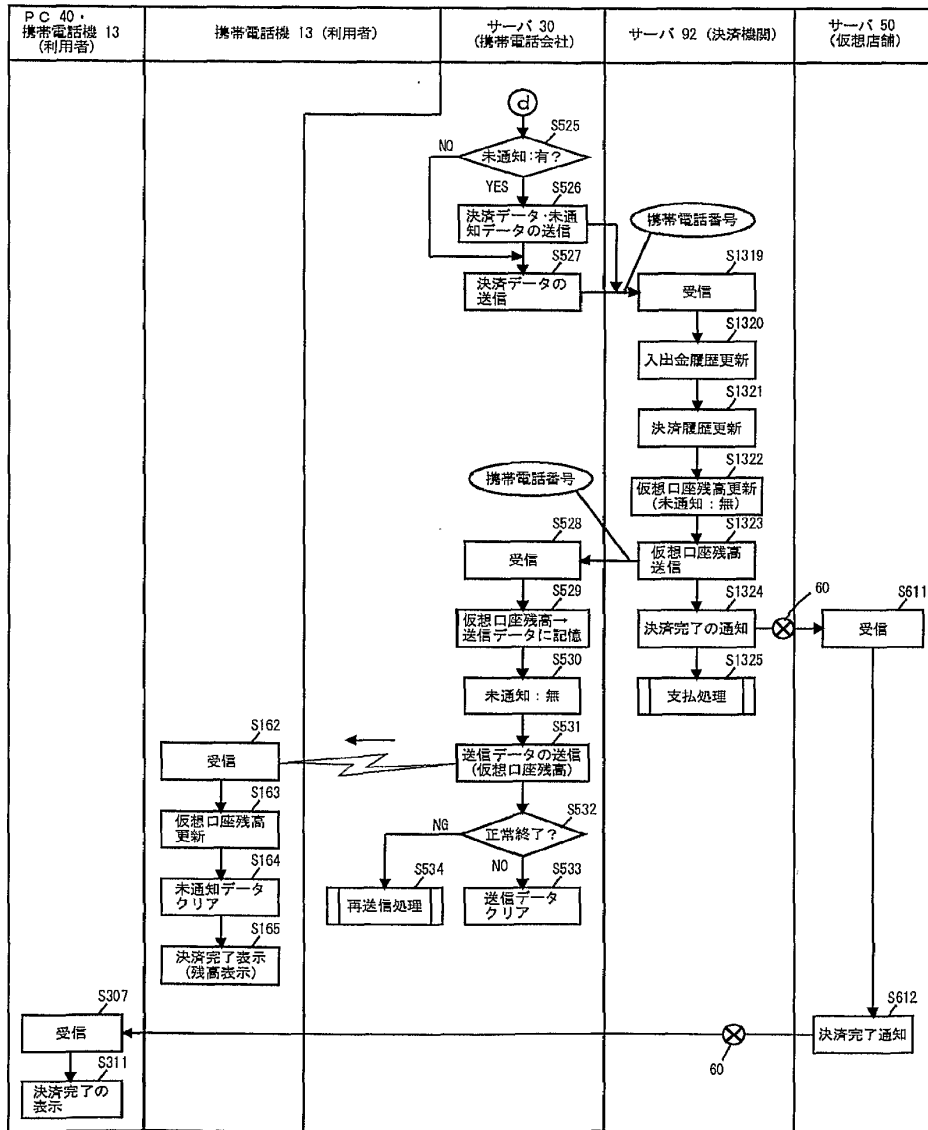 PC 40・
携帯電話機 13
(利用者)
携帯電話機 13 (利用者)
サーバ 30
(携帯電話会社)
サーバ 92 (決済機関)
サーバ 50
(仮想店舗)
d
S525
未通知:有?
NO
YES
S526
決済データ・未通
知データの送信
S527
決済データの
送信
携帯電話番号
S1319
受信
S1320
入出金履歴更新
S1321
決済履歴更新
S1322
仮想口座残高更新
(未通知:無)
S1323
仮想口座残高
送信
携帯電話番号
S528
受信
S529
仮想口座残高→
送信データに記憶
S530
未通知:無
S531
送信データの送信
(仮想口座残高)
S1324
決済完了の通知
60
S611
受信
S1325
支払処理
S162
受信
S163
仮想口座残高
更新
S164
未通知データ
クリア
S165
決済完了表示
(残高表示)
S532
正常終了?
NG
NO
S534
再送信処理
S533
送信データ
クリア
S307
受信
S311
決済完了の
表示
60
S612
決済完了通知